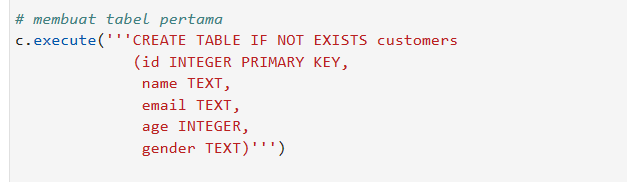 # membuat tabel pertama
c.execute('''CREATE TABLE IF NOT EXISTS customers
(id INTEGER PRIMARY KEY,
name TEXT,
email TEXT,
age INTEGER,
gender TEXT)''')